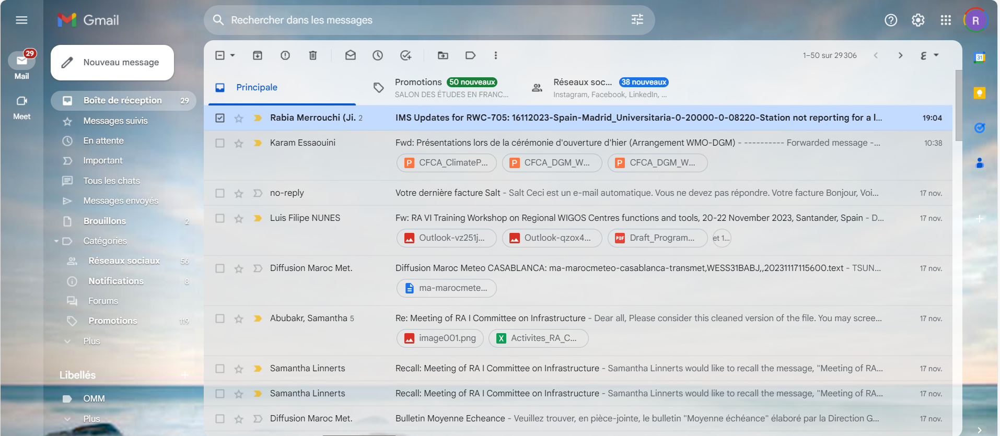 Gmail
Rechercher dans les messages
R
29
Mail
Meet
Nouveau message
Boîte de réception 29
Messages suivis
En attente
Important
Tous les chats
Messages envoyés
Brouillons 2
Catégories
Réseaux sociaux 56
Notifications 8
Forums
Promotions 119
Plus
Libellés
OMM
Plus
1–50 sur 29 306
Principale
Promotions 50 nouveaux
SALON DES ÉTUDES EN FRANC...
Réseaux soc... 38 nouveaux
Instagram, Facebook, LinkedIn, ...
Rabia Merrouchi (Ji. 2 IMS Updates for RWC-705: 16112023-Spain-Madrid_Universitaria-0-20000-0-08220-Station not reporting for a l... 19:04
Karam Essaouini Fwd: Présentations lors de la cérémonie d'ouverture d'hier (Arrangement WMO-DGM) - ---------- Forwarded message -... 10:38
P CFCA_ClimateP... P CFCA_DGM_W... P CFCA_DGM_W...
no-reply Votre dernière facture Salt - Salt Ceci est un e-mail automatique. Vous ne devez pas répondre. Votre facture Bonjour, Voi... 17 nov.
Luis Filipe NUNES Fw: RA VI Training Workshop on Regional WIGOS Centres functions and tools, 20-22 November 2023, Santander, Spain - D... 17 nov.
Outlook-vz251j... Outlook-qzox4... PDF Draft_Program... et 1...
Diffusion Maroc Met. Diffusion Maroc Meteo CASABLANCA: ma-marocmeteo-casablanca-transmet,WESS31BABJ,,20231117115600.text - TSUN... 17 nov.
ma-marocmete...
Abubakr, Samantha 5 Re: Meeting of RA I Committee on Infrastructure - Dear all, Please consider this cleaned version of the file. You may scree... 17 nov.
image001.png X Activites_RA_C...
Samantha Linnerts Recall: Meeting of RA I Committee on Infrastructure - Samantha Linnerts would like to recall the message, "Meeting of RA... 17 nov.
Samantha Linnerts Recall: Meeting of RA I Committee on Infrastructure - Samantha Linnerts would like to recall the message, "Meeting of RA... 17 nov.
Diffusion Maroc Met. Bulletin Moyenne Echeance - Veuillez trouver, en pièce-jointe, le bulletin "Moyenne échéance" élaboré par la Direction G... 17 nov.
31